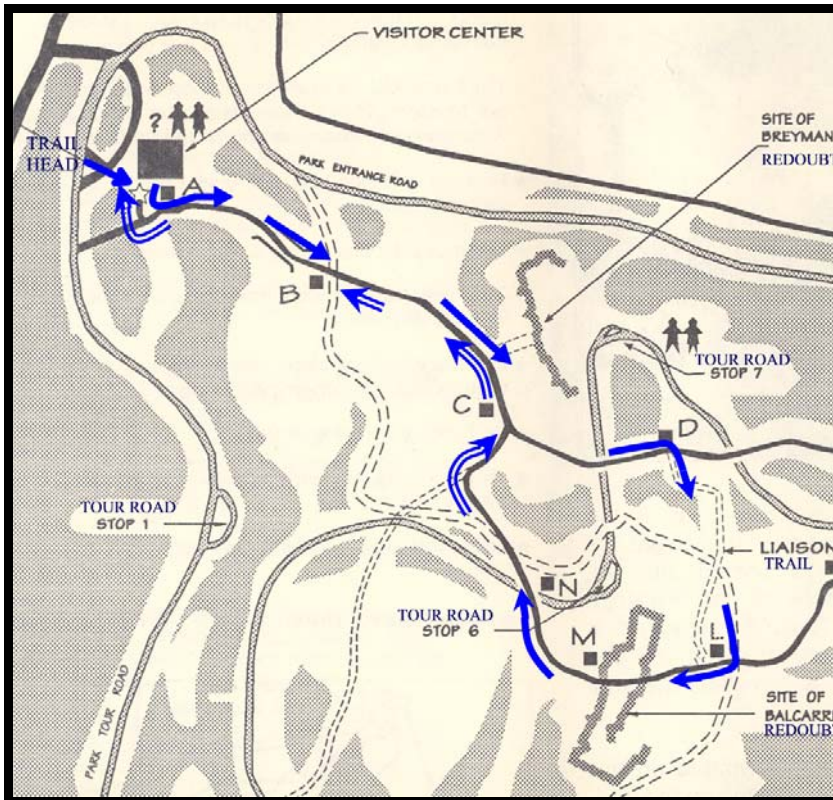 VISITOR CENTER
?
TRAIL
HEAD
A
SITE OF
BREYMAN
REDOUBT
PARK ENTRANCE ROAD
B
TOUR ROAD
STOP 7
C
D
TOUR ROAD
STOP 1
LIAISON
TRAIL
N
TOUR ROAD
STOP 6
M
L
PARK TOUR ROAD
SITE OF
BALCARRE
REDOUBT